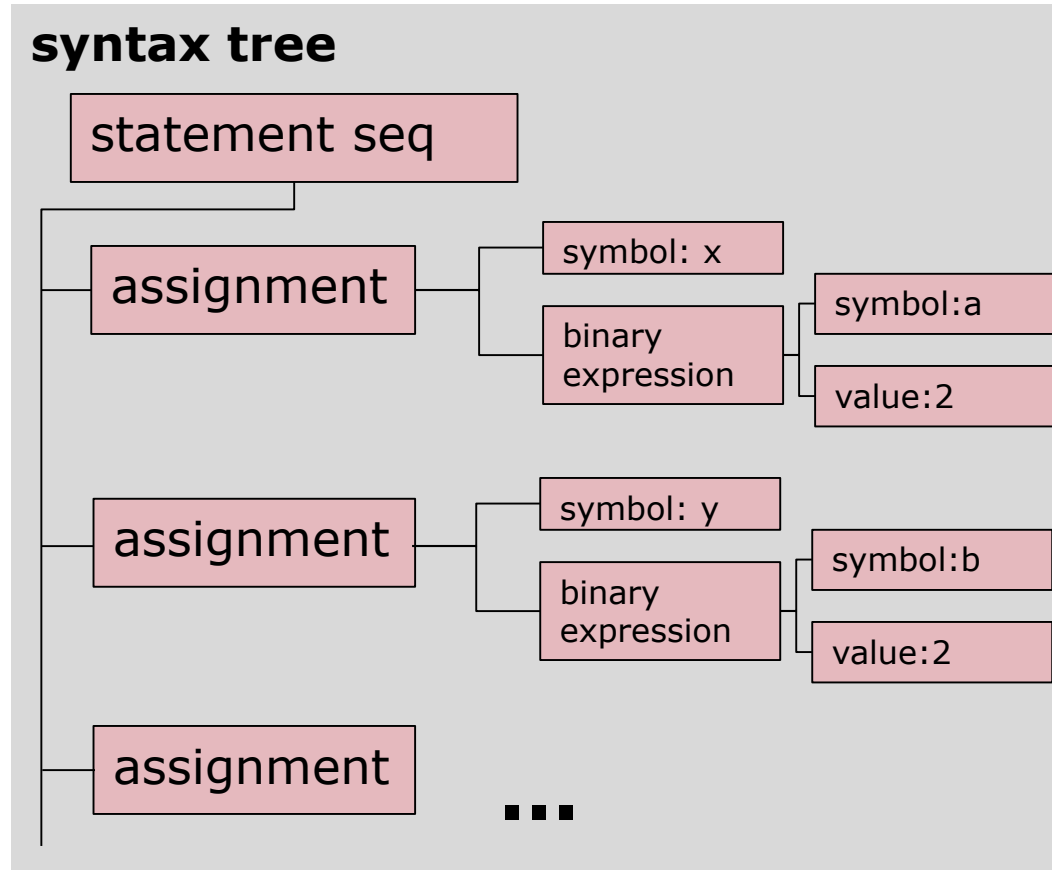 syntax tree
statement seq
assignment
symbol: x
binary
expression
symbol:a
value:2
assignment
symbol: y
binary
expression
symbol:b
value:2
assignment
...